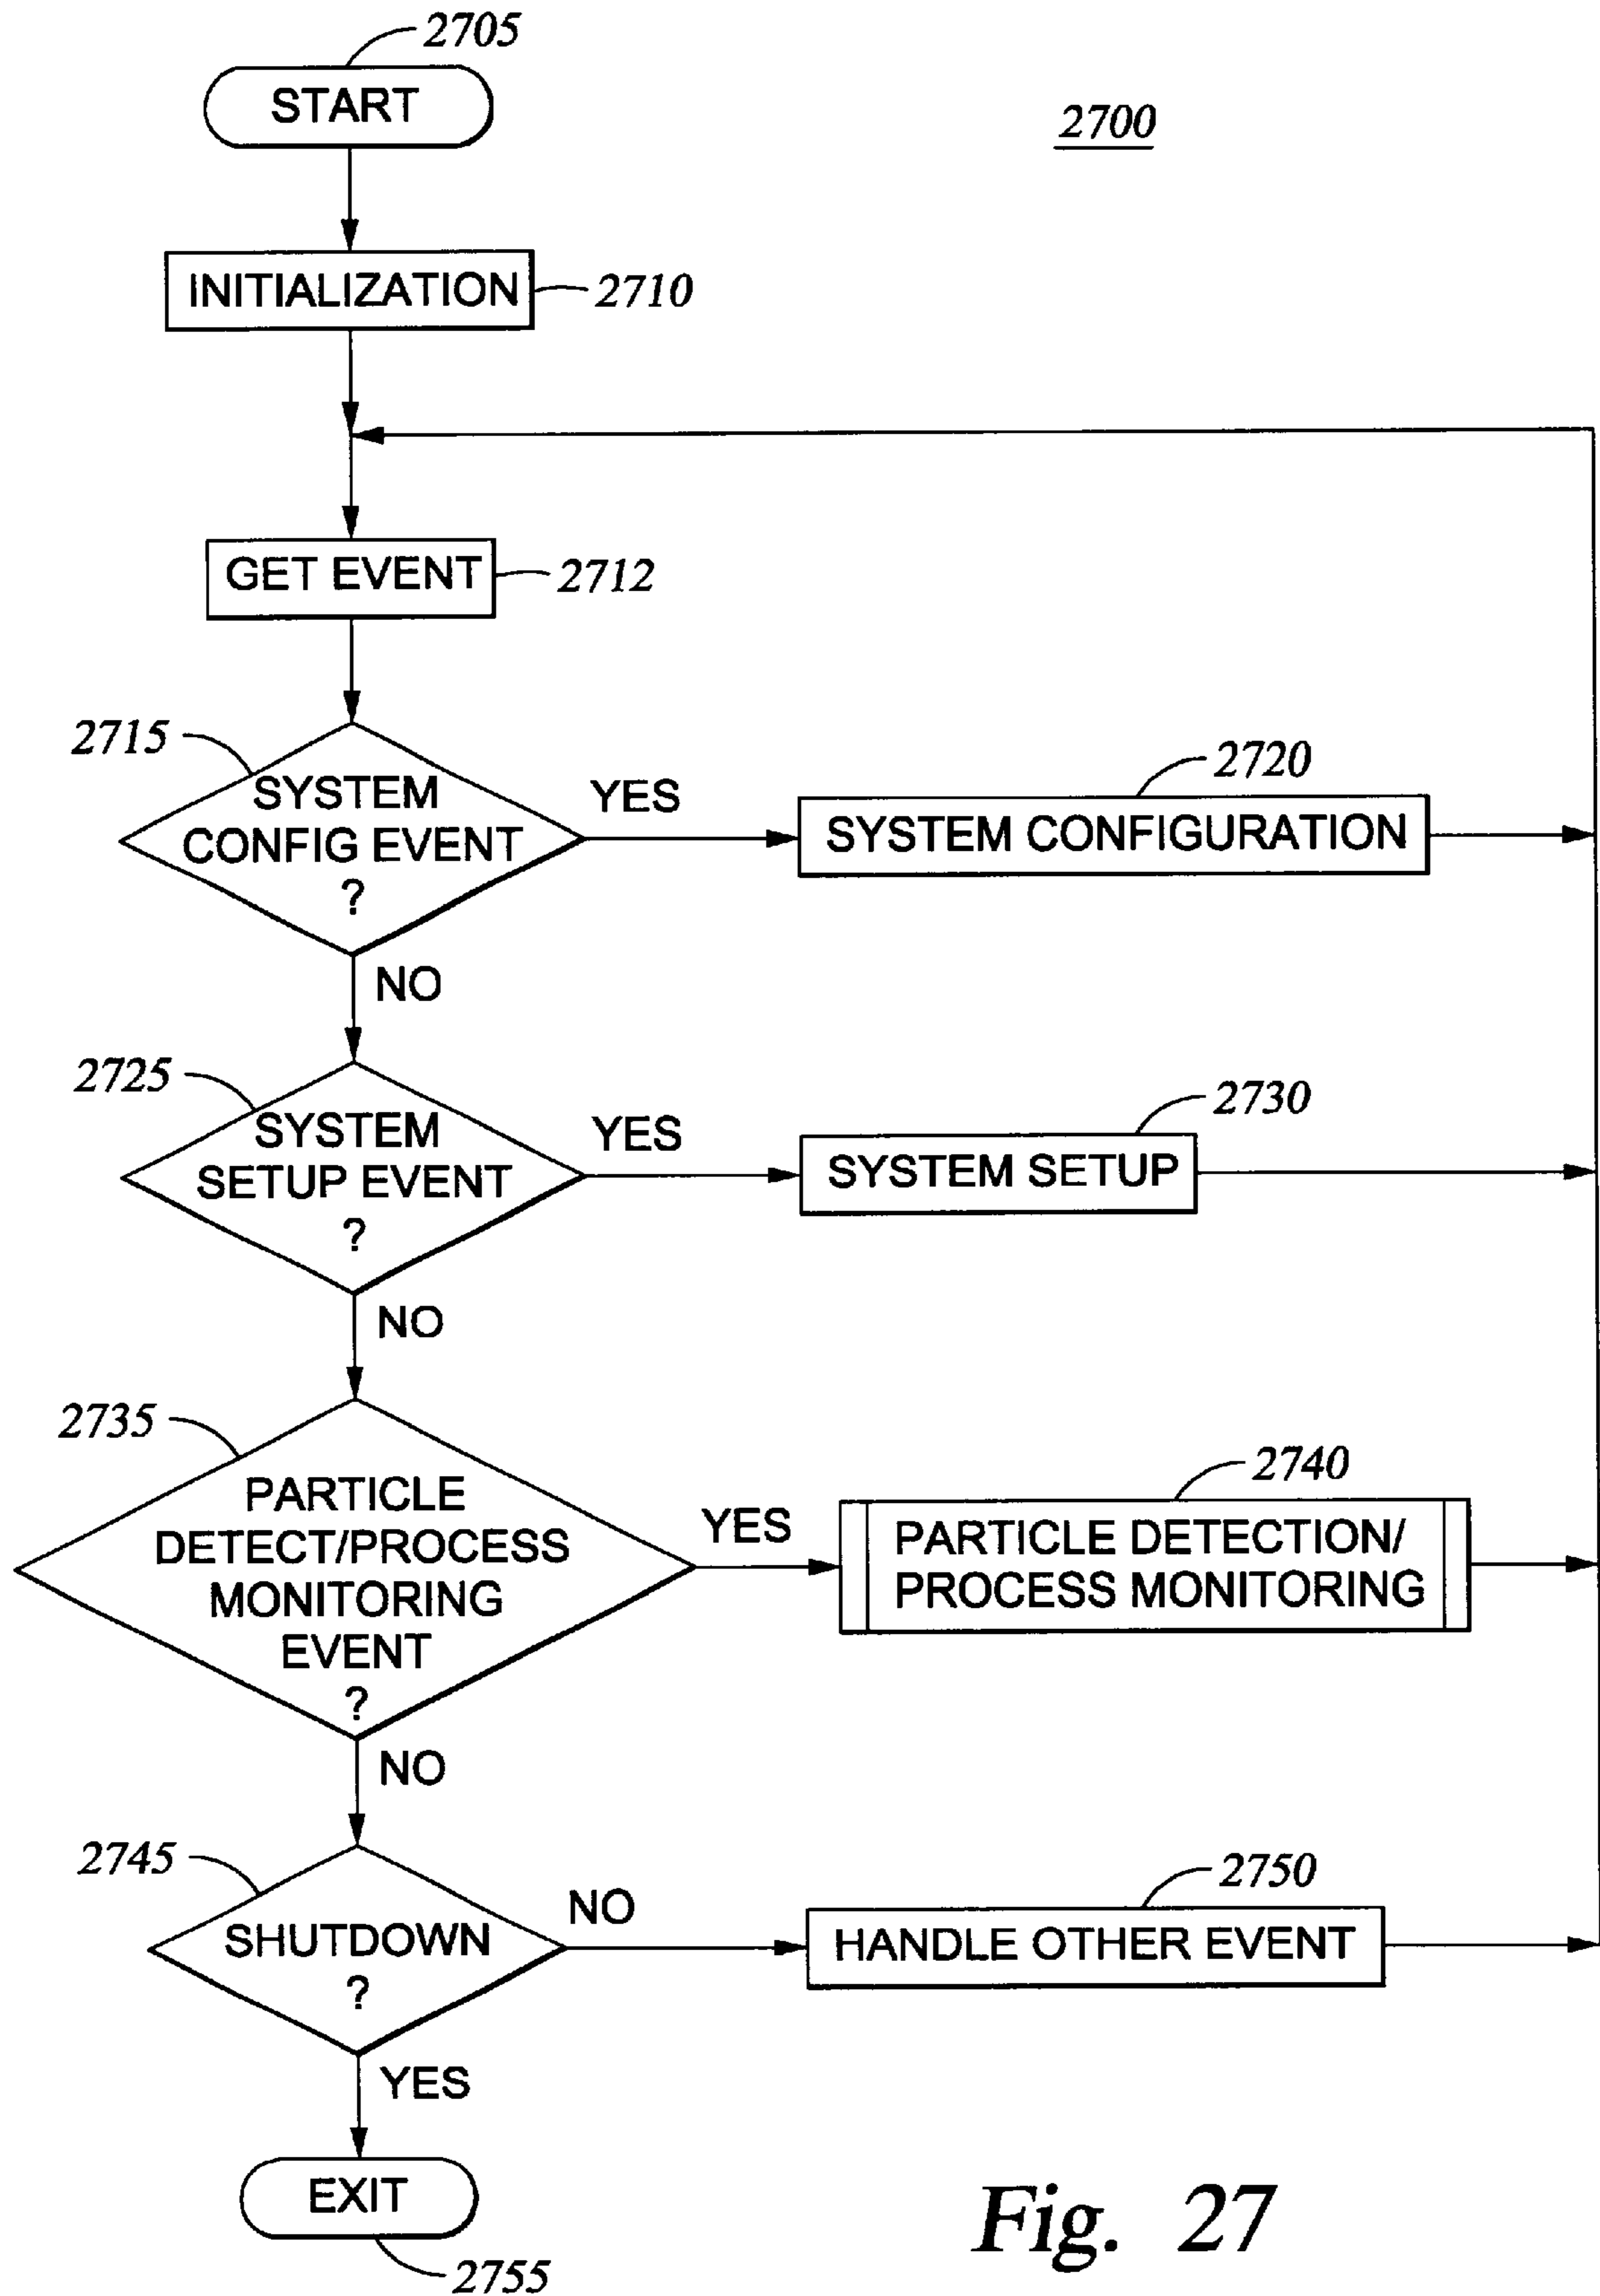 2705
START
2700
INITIALIZATION
2710
GET EVENT
2712
2715
SYSTEM
CONFIG EVENT
?
YES
2720
SYSTEM CONFIGURATION
NO
2725
SYSTEM
SETUP EVENT
?
YES
2730
SYSTEM SETUP
NO
2735
PARTICLE
DETECT/PROCESS
MONITORING
EVENT
?
YES
2740
PARTICLE DETECTION/
PROCESS MONITORING
NO
2745
SHUTDOWN
?
NO
2750
HANDLE OTHER EVENT
YES
EXIT
2755
Fig. 27